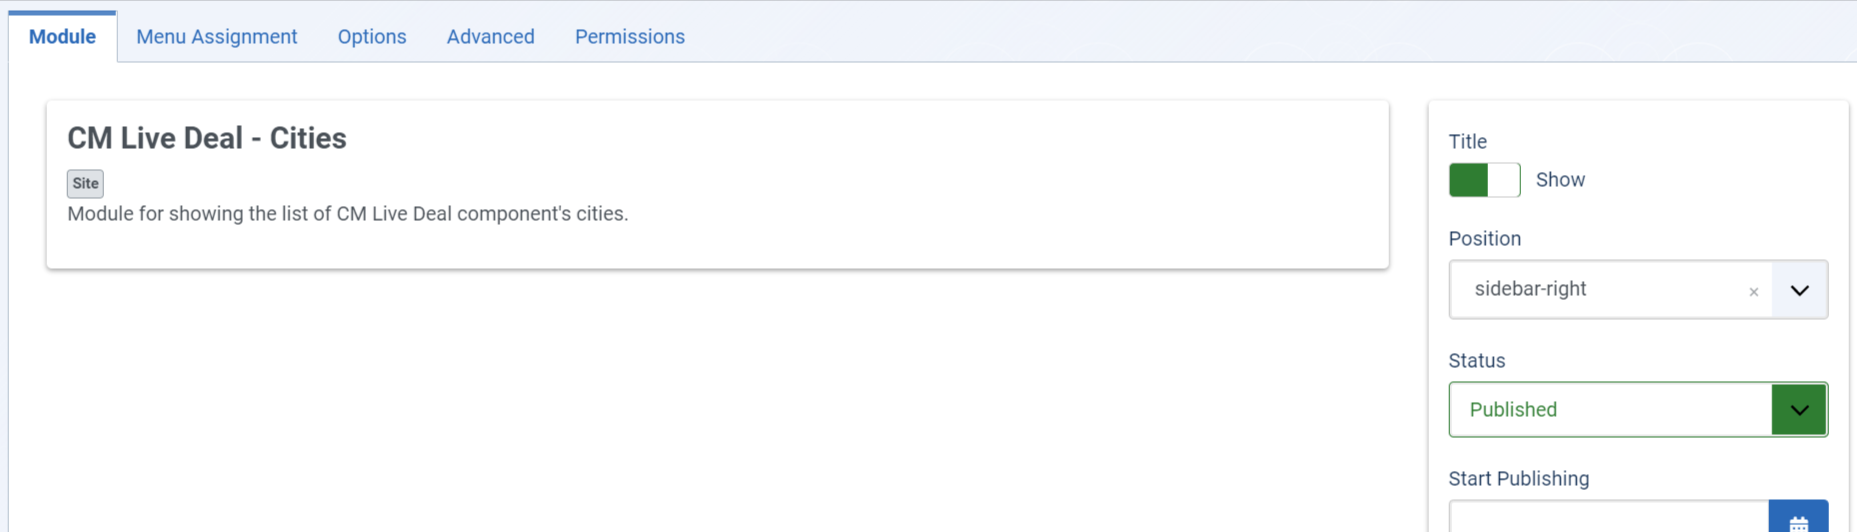 Module
Menu Assignment
Options
Advanced
Permissions
CM Live Deal - Cities
Site
Module for showing the list of CM Live Deal component's cities.
Title
Show
Position
sidebar-right
×
Status
Published
Start Publishing